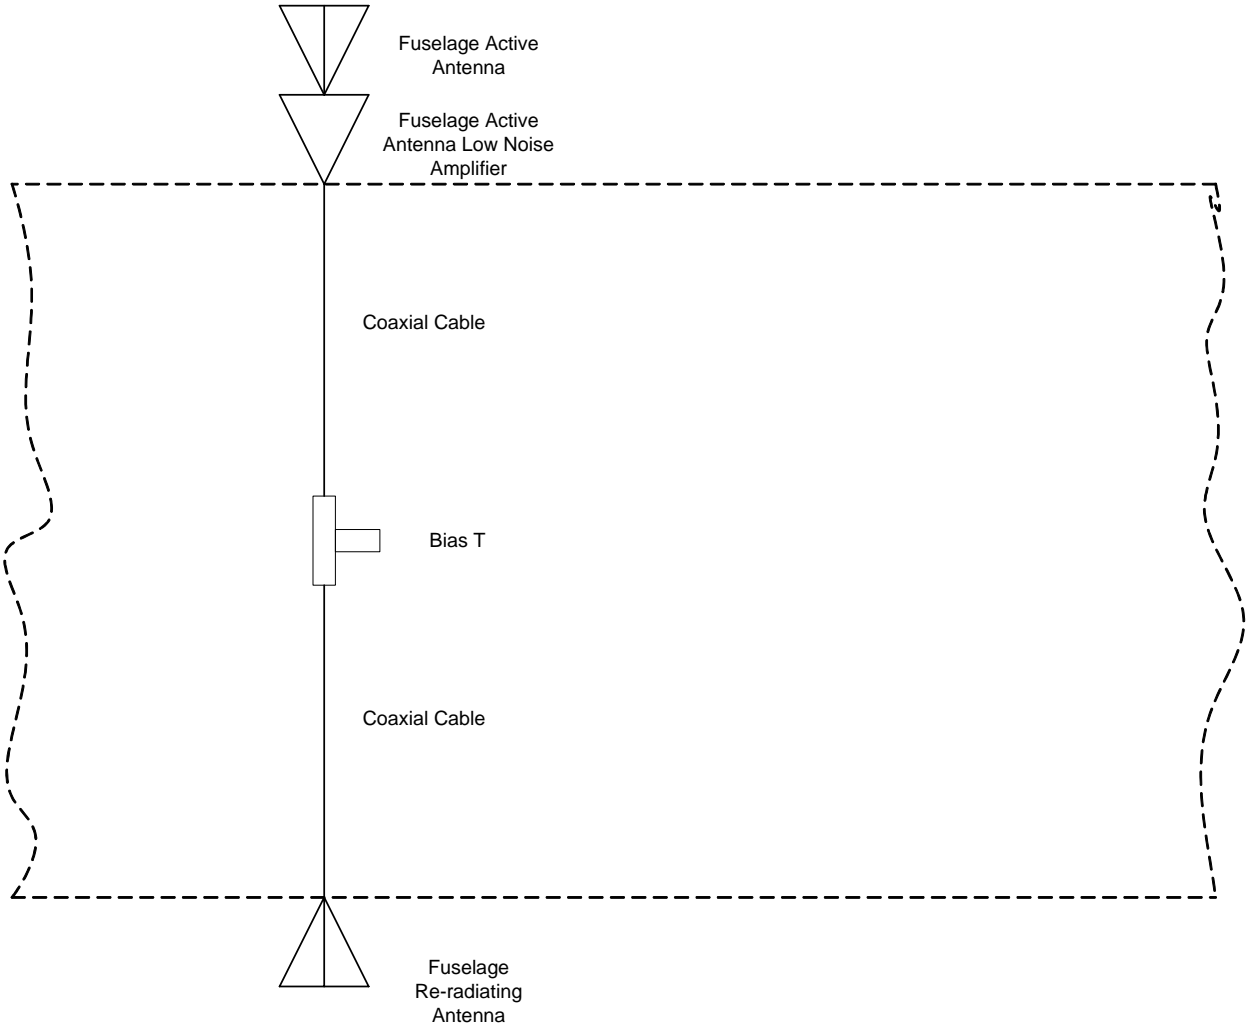 Fuselage Active
Antenna
Fuselage Active
Antenna Low Noise
Amplifier
Coaxial Cable
Bias T
Coaxial Cable
Fuselage
Re-radiating
Antenna